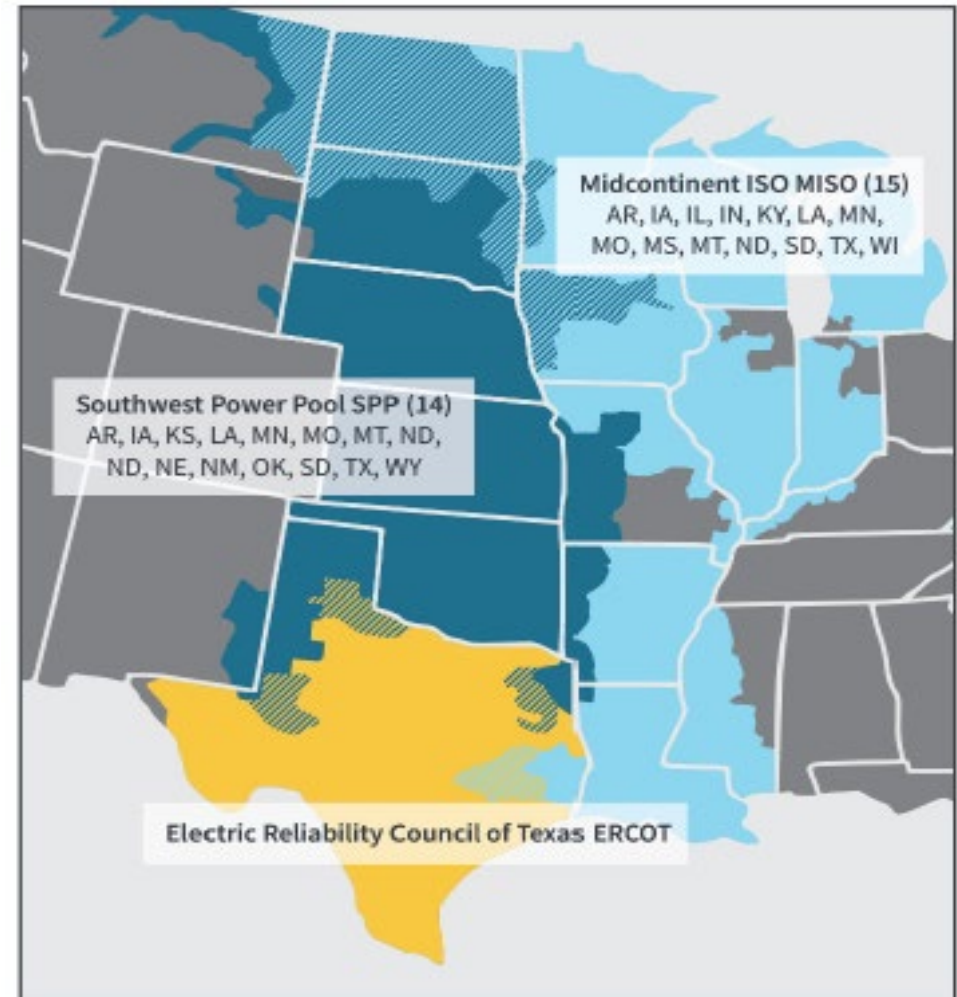 Midcontinent ISO MISO (15)
AR, IA, IL, IN, KY, LA, MN,
MO, MS, MT, ND, SD, TX, WI
Southwest Power Pool SPP (14)
AR, IA, KS, LA, MN, MO, MT, ND,
ND, NE, NM, OK, SD, TX, WY
Electric Reliability Council of Texas ERCOT